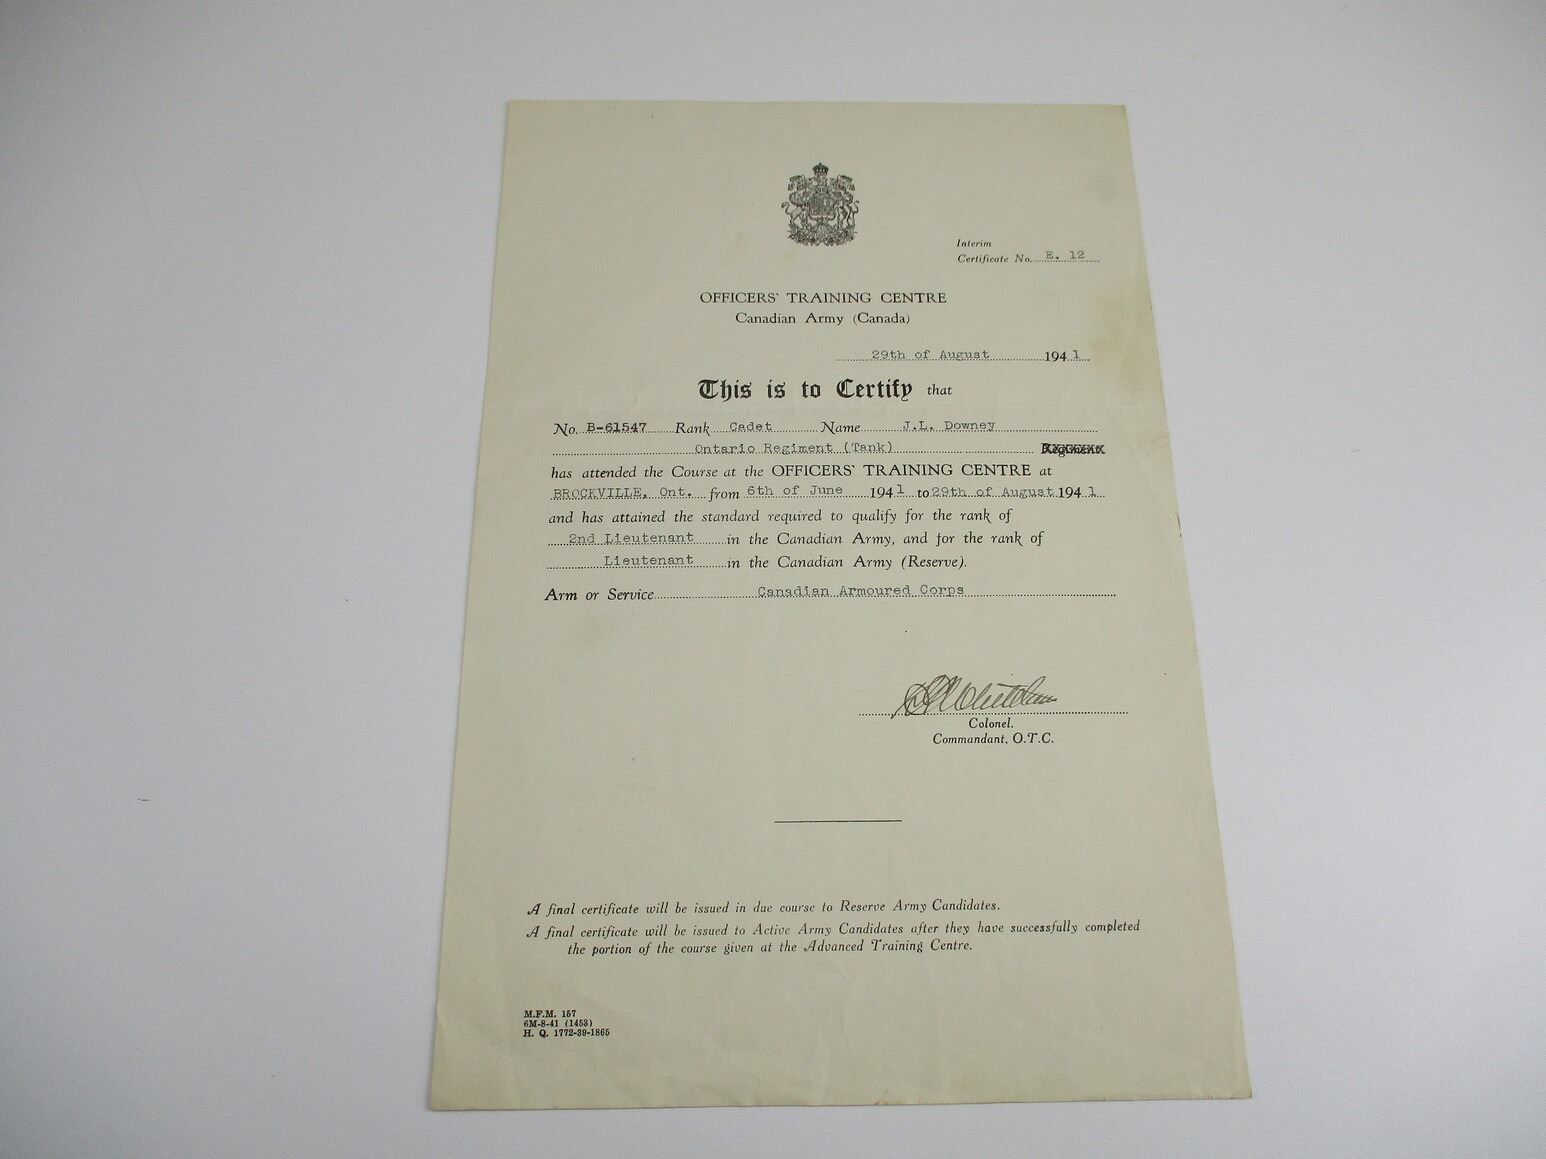 Interim
Certificate No. E. 12
OFFICERS' TRAINING CENTRE
Canadian Army (Canada)
29th of August 1941
This is to Certify that
No. B-61547 Rank Cadet Name J.L. Downey
Ontario Regiment (Tank) Regiment
has attended the Course at the OFFICERS' TRAINING CENTRE at
BROCKVILLE, Ont. from 6th of June 1941 to 29th of August 1941
and has attained the standard required to qualify for the rank of
2nd Lieutenant in the Canadian Army, and for the rank of
Lieutenant in the Canadian Army (Reserve).
Arm or Service Canadian Armoured Corps
Colonel.
Commandant, O.T.C.
A final certificate will be issued in due course to Reserve Army Candidates.
A final certificate will be issued to Active Army Candidates after they have successfully completed
the portion of the course given at the Advanced Training Centre.
M.F.M. 157
6M-8-41 (1453)
H. Q. 1772-39-1865